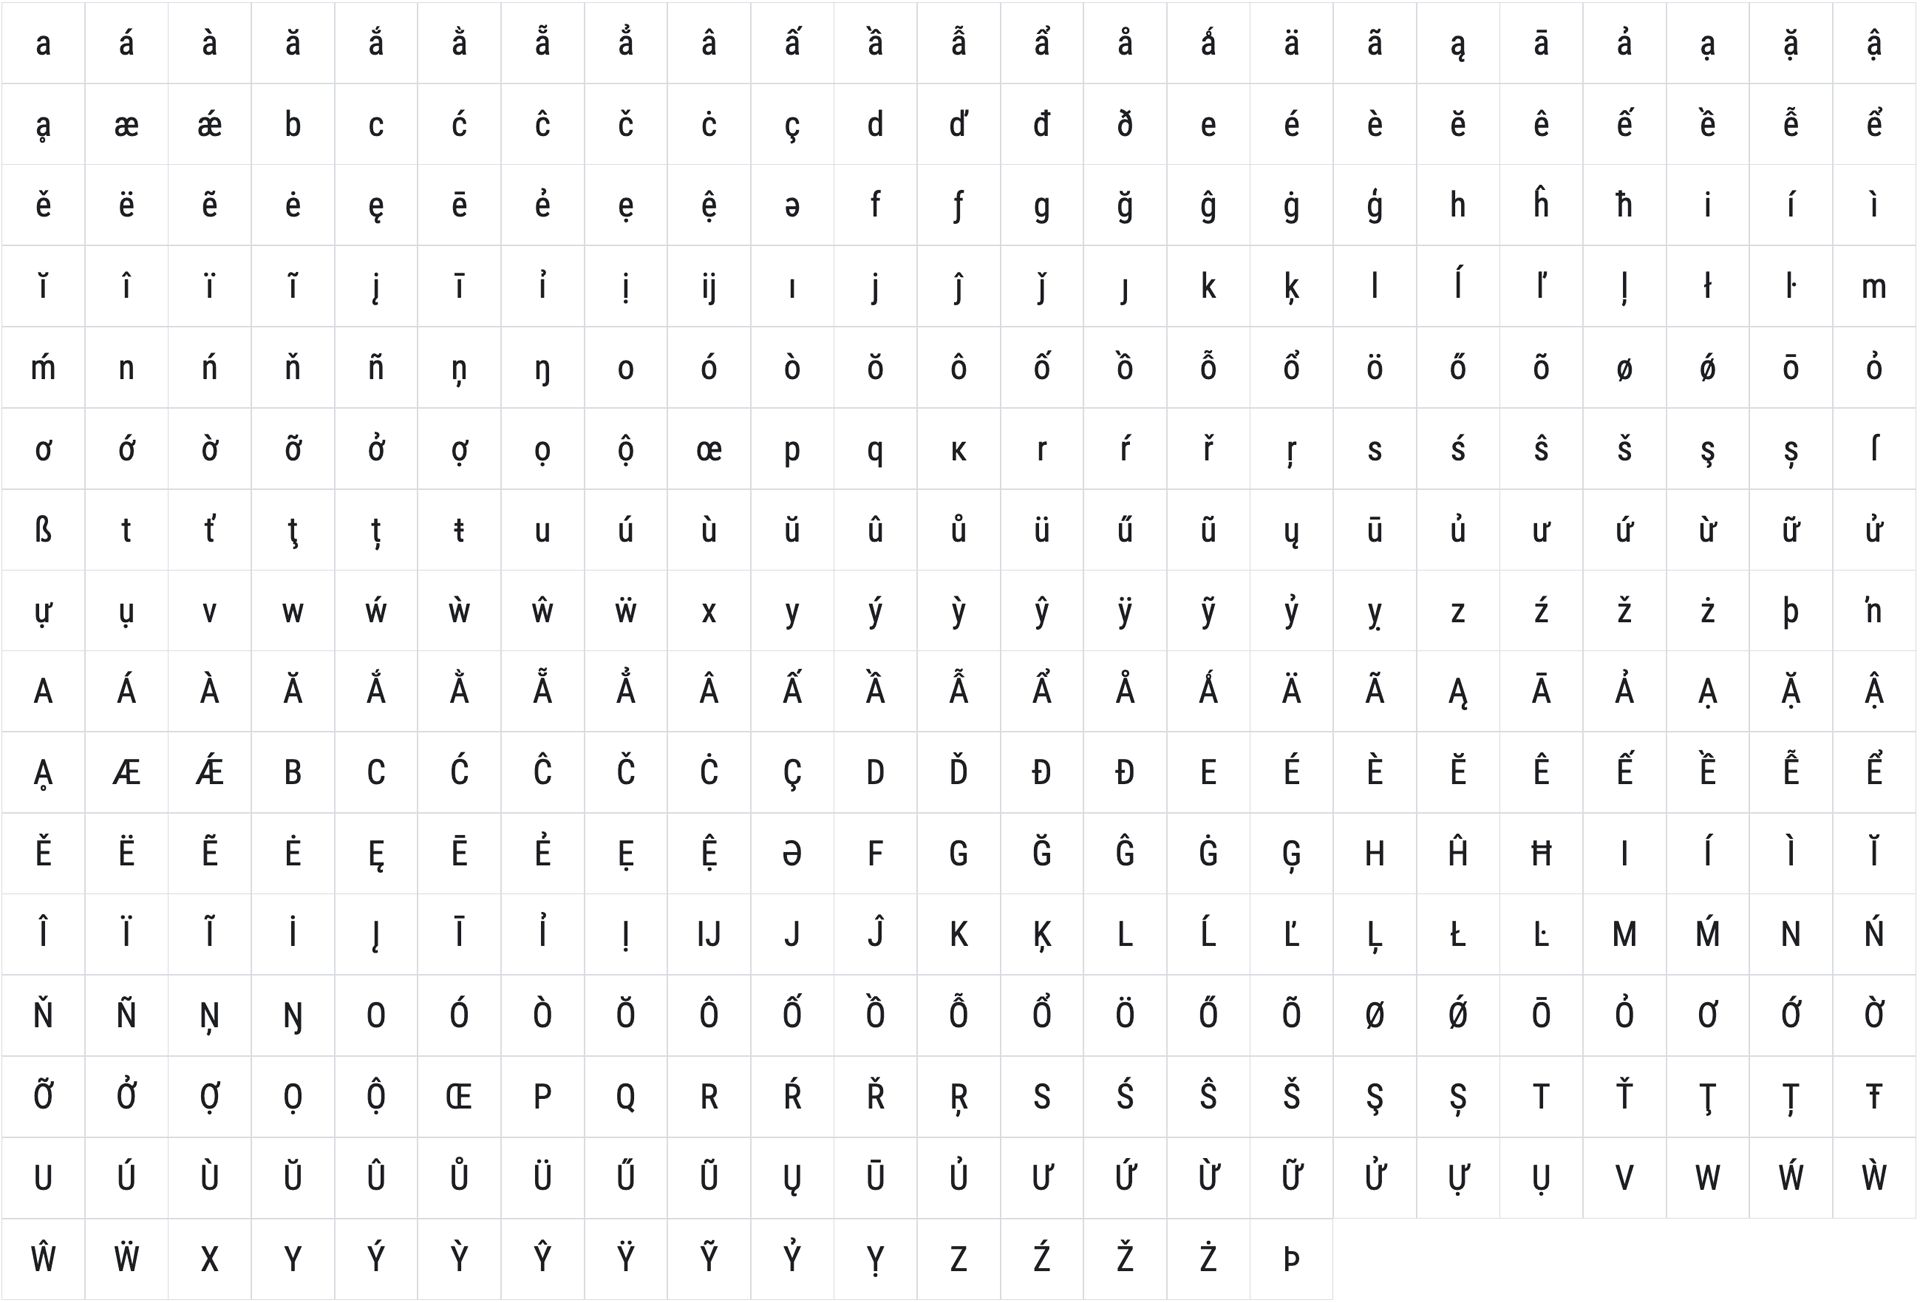 a á à ă ắ ằ ẵ ẳ â ấ ầ ẫ ẩ å ǻ ä ã ą ā ả ạ ặ ậ
ḁ æ ǽ b c ć ĉ č ċ ç d ď đ ð e é è ĕ ê ế ề ễ ể
ě ë ẽ ė ę ē ẻ ẹ ệ ə f ƒ g ğ ĝ ġ ģ h ĥ ħ i í ì
ĭ î ï ĩ į ī ỉ ị ĳ ı j ĵ ǰ ȷ k ķ l ĺ ľ ļ ł ŀ m
ḿ n ń ň ñ ņ ŋ o ó ò ŏ ô ố ồ ỗ ổ ö ő õ ø ǿ ō ỏ
ơ ớ ờ ỡ ở ợ ọ ộ œ p q ĸ r ŕ ř ŗ s ś ŝ š ş ș ſ
ß t ť ţ ț ŧ u ú ù ŭ û ů ü ű ũ ų ū ủ ư ứ ừ ữ ử
ự ụ v w ẃ ẁ ŵ ẅ x y ý ỳ ŷ ÿ ỹ ỷ ỵ z ź ž ż þ ŉ
A Á À Ă Ắ Ằ Ẵ Ẳ Â Ấ Ầ Ẫ Ẩ Å Ǻ Ä Ã Ą Ā Ả Ạ Ặ Ậ
Ḁ Æ Ǽ B C Ć Ĉ Č Ċ Ç D Ď Đ Ð E É È Ĕ Ê Ế Ề Ễ Ể
Ě Ë Ẽ Ė Ę Ē Ẻ Ẹ Ệ Ə F G Ğ Ĝ Ġ Ģ H Ĥ Ħ I Í Ì Ĭ
Î Ï Ĩ İ Į Ī Ỉ Ị Ĳ J Ĵ K Ķ L Ĺ Ľ Ļ Ł Ŀ M Ḿ N Ń
Ň Ñ Ņ Ŋ O Ó Ò Ŏ Ô Ố Ồ Ỗ Ổ Ö Ő Õ Ø Ǿ Ō Ỏ Ơ Ớ Ờ
Ỡ Ở Ợ Ọ Ộ Œ P Q R Ŕ Ř Ŗ S Ś Ŝ Š Ş Ș T Ť Ţ Ț Ŧ
U Ú Ù Ŭ Û Ů Ü Ű Ũ Ų Ū Ủ Ư Ứ Ừ Ữ Ử Ự Ụ V W Ẃ Ẁ
Ŵ Ẅ X Y Ý Ỳ Ŷ Ÿ Ỹ Ỷ Ỵ Z Ź Ž Ż Þ